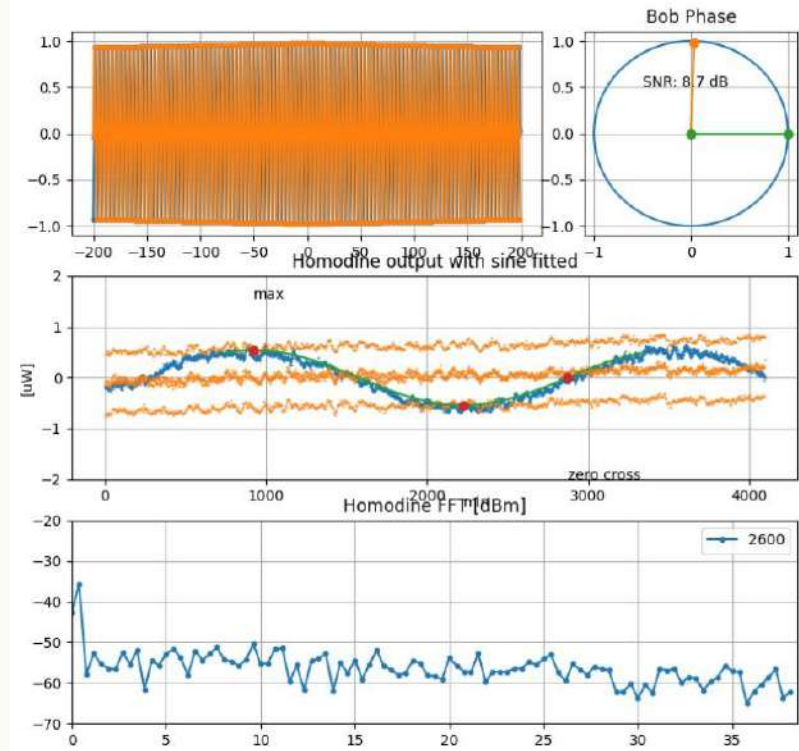 Bob Phase
1.0
0.5
0.0
−0.5
−1.0
−200 −150 −100 −50 0 50 100 150 200
1.0
0.5
0.0
−0.5
−1.0
SNR: 8.7 dB
−1 0 1
Homodine output with sine fitted
[uW]
2
1
0
−1
−2
max
zero cross
0 1000 2000 3000 4000
Homodine FFT [dBm]
−20
−30
−40
−50
−60
−70
2600
0 5 10 15 20 25 30 35